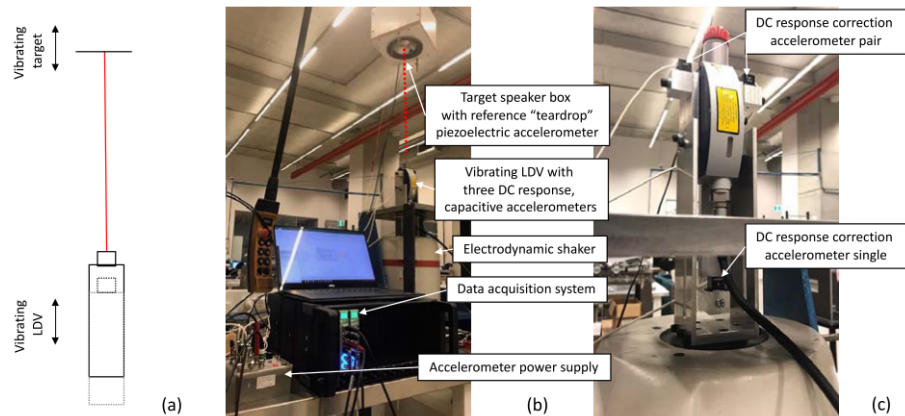 Vibrating
target
Vibrating
LDV
(a)
Target speaker box
with reference “teardrop”
piezoelectric accelerometer
Vibrating LDV with
three DC response,
capacitive accelerometers
Electrodynamic shaker
Data acquisition system
Accelerometer power supply
(b)
DC response correction
accelerometer pair
DC response correction
accelerometer single
(c)